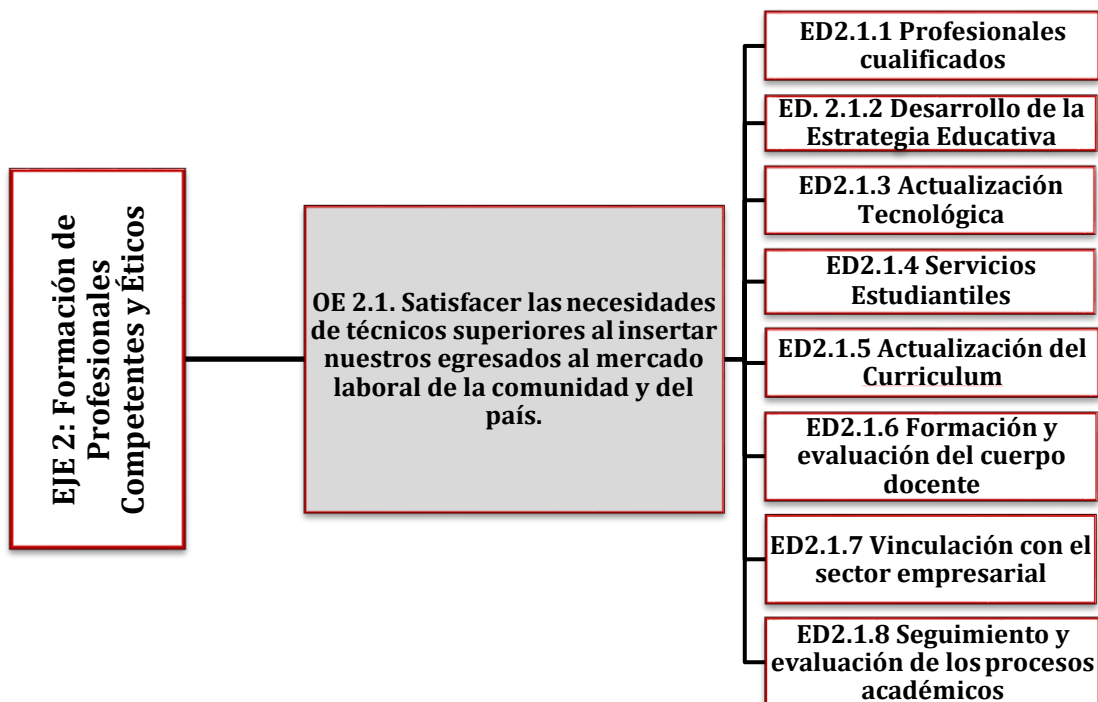 EJE 2: Formación de
Profesionales
Competentes y Éticos
OE 2.1. Satisfacer las necesidades
de técnicos superiores al insertar
nuestros egresados al mercado
laboral de la comunidad y del
país.
ED2.1.1 Profesionales
cualificados
ED. 2.1.2 Desarrollo de la
Estrategia Educativa
ED2.1.3 Actualización
Tecnológica
ED2.1.4 Servicios
Estudiantiles
ED2.1.5 Actualización del
Curriculum
ED2.1.6 Formación y
evaluación del cuerpo
docente
ED2.1.7 Vinculación con el
sector empresarial
ED2.1.8 Seguimiento y
evaluación de los procesos
académicos